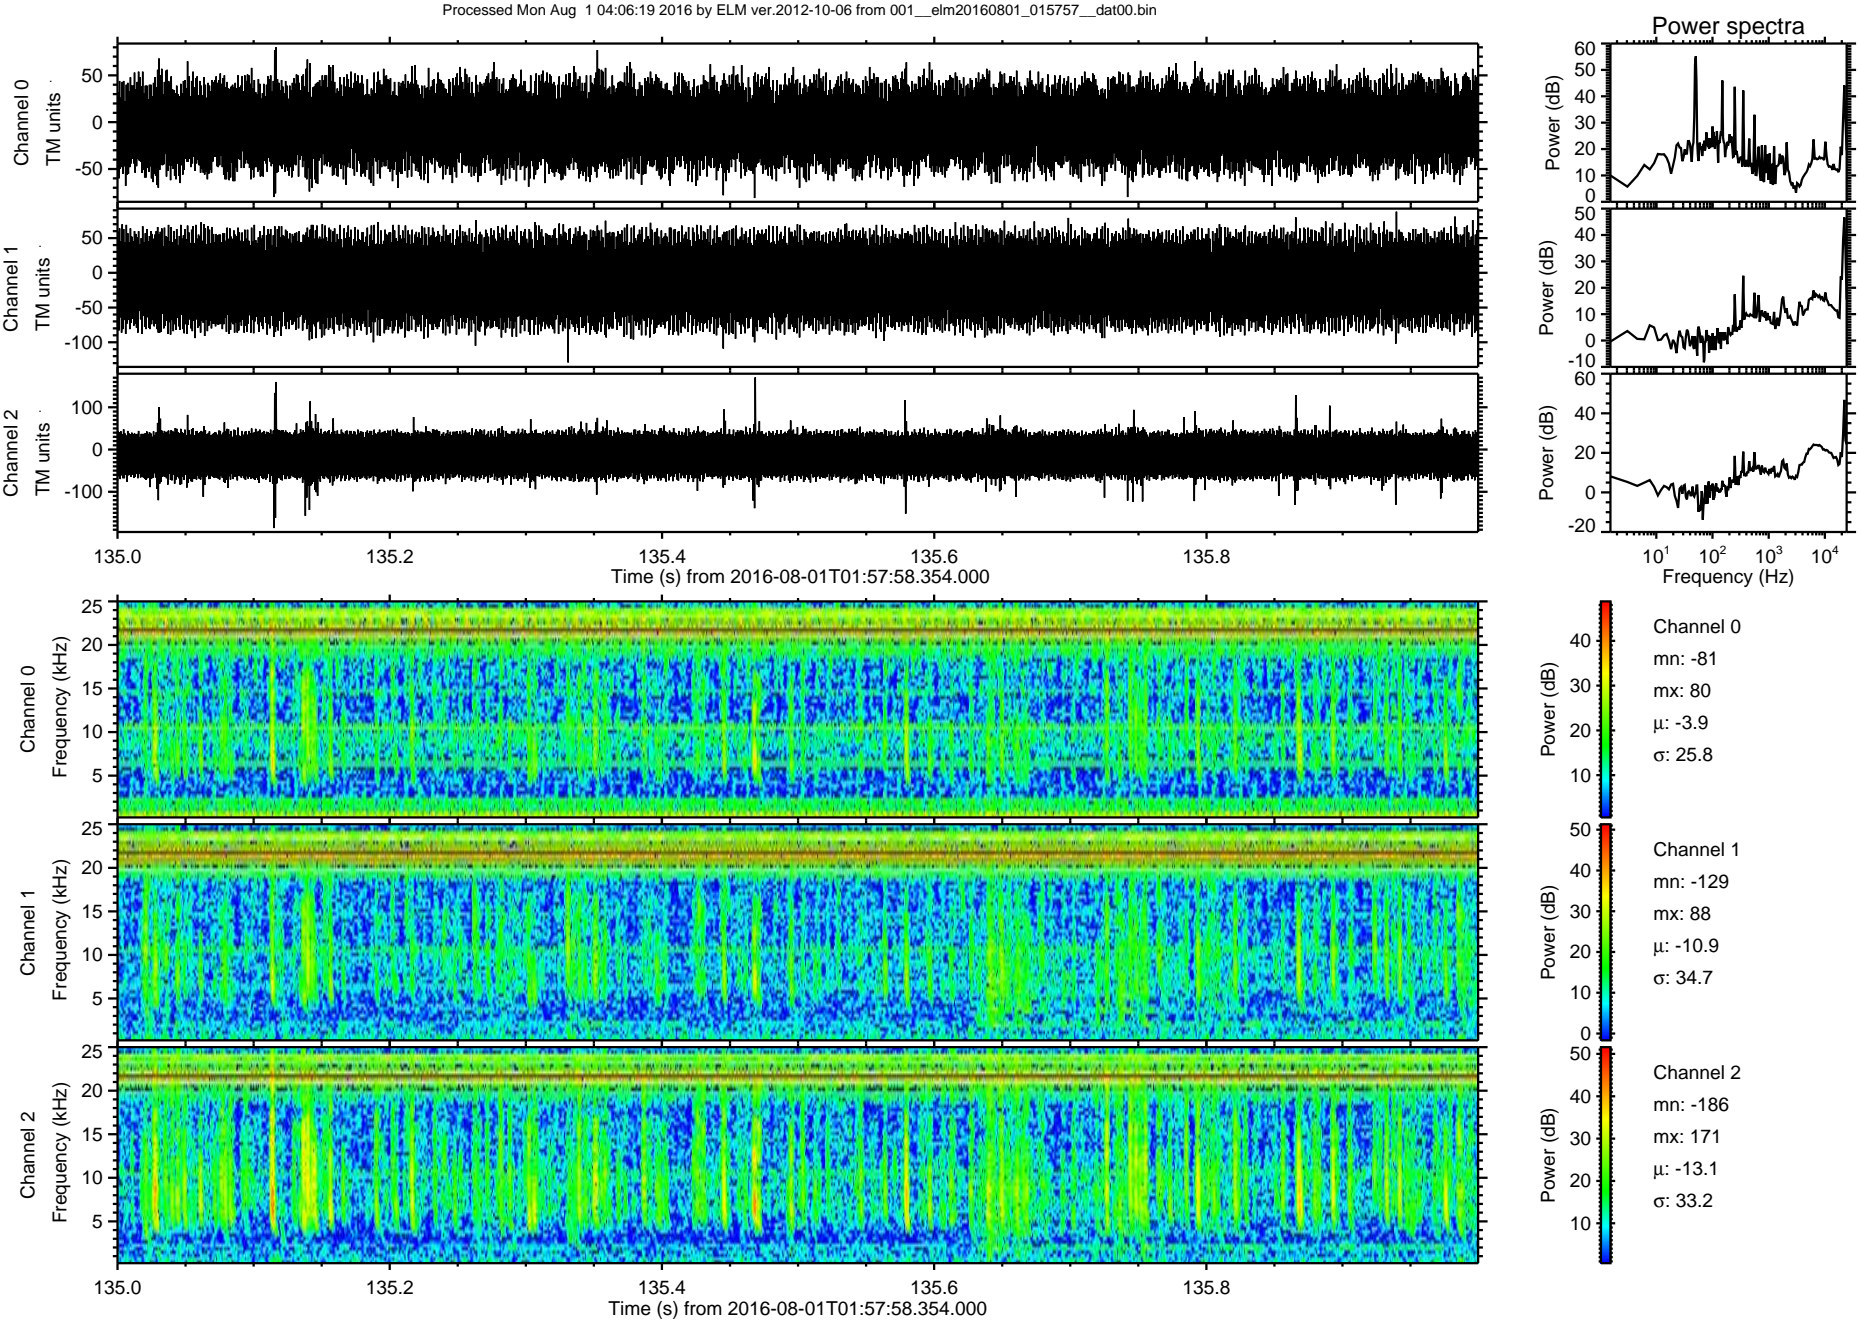 Processed Mon Aug  1 04:06:19 2016 by ELM ver.2012-10-06 from 001__elm20160801_015757__dat00.bin
Power spectra
Channel 0
TM units
50
0
-50
Power (dB)
60
50
40
30
20
10
0
Channel 1
TM units
50
0
-50
-100
Power (dB)
50
40
30
20
10
0
-10
Channel 2
TM units
100
0
-100
Power (dB)
60
40
20
0
-20
135.0 135.2 135.4 135.6 135.8
Time (s) from 2016-08-01T01:57:58.354.000
10^1 10^2 10^3 10^4
Frequency (Hz)
Channel 0
Frequency (kHz)
25
20
15
10
5
Power (dB)
40
30
20
10
Channel 0
mn: -81
mx: 80
μ: -3.9
σ: 25.8
Channel 1
Frequency (kHz)
25
20
15
10
5
Power (dB)
50
40
30
20
10
0
Channel 1
mn: -129
mx: 88
μ: -10.9
σ: 34.7
Channel 2
Frequency (kHz)
25
20
15
10
5
Power (dB)
50
40
30
20
10
Channel 2
mn: -186
mx: 171
μ: -13.1
σ: 33.2
135.0 135.2 135.4 135.6 135.8
Time (s) from 2016-08-01T01:57:58.354.000